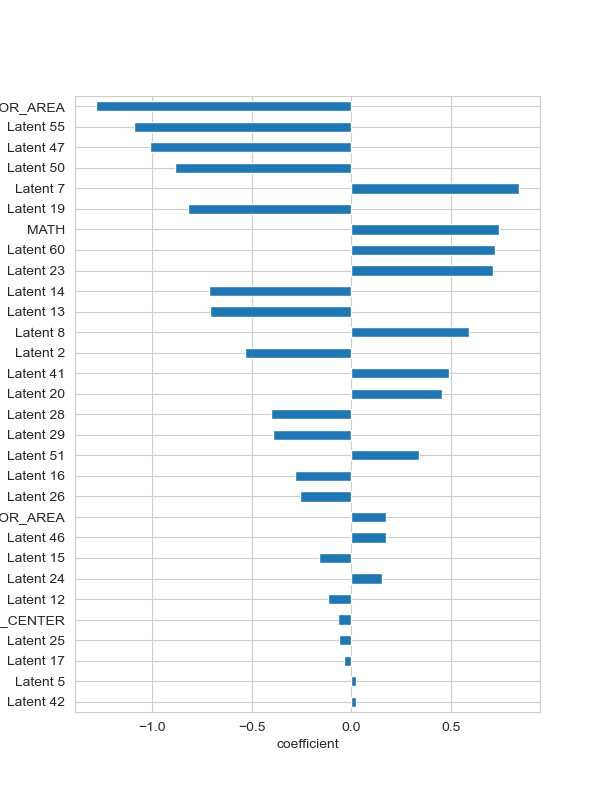 OR_AREA
Latent 55
Latent 47
Latent 50
Latent 7
Latent 19
MATH
Latent 60
Latent 23
Latent 14
Latent 13
Latent 8
Latent 2
Latent 41
Latent 20
Latent 28
Latent 29
Latent 51
Latent 16
Latent 26
OR_AREA
Latent 46
Latent 15
Latent 24
Latent 12
_CENTER
Latent 25
Latent 17
Latent 5
Latent 42
−1.0 −0.5 0.0 0.5
coefficient